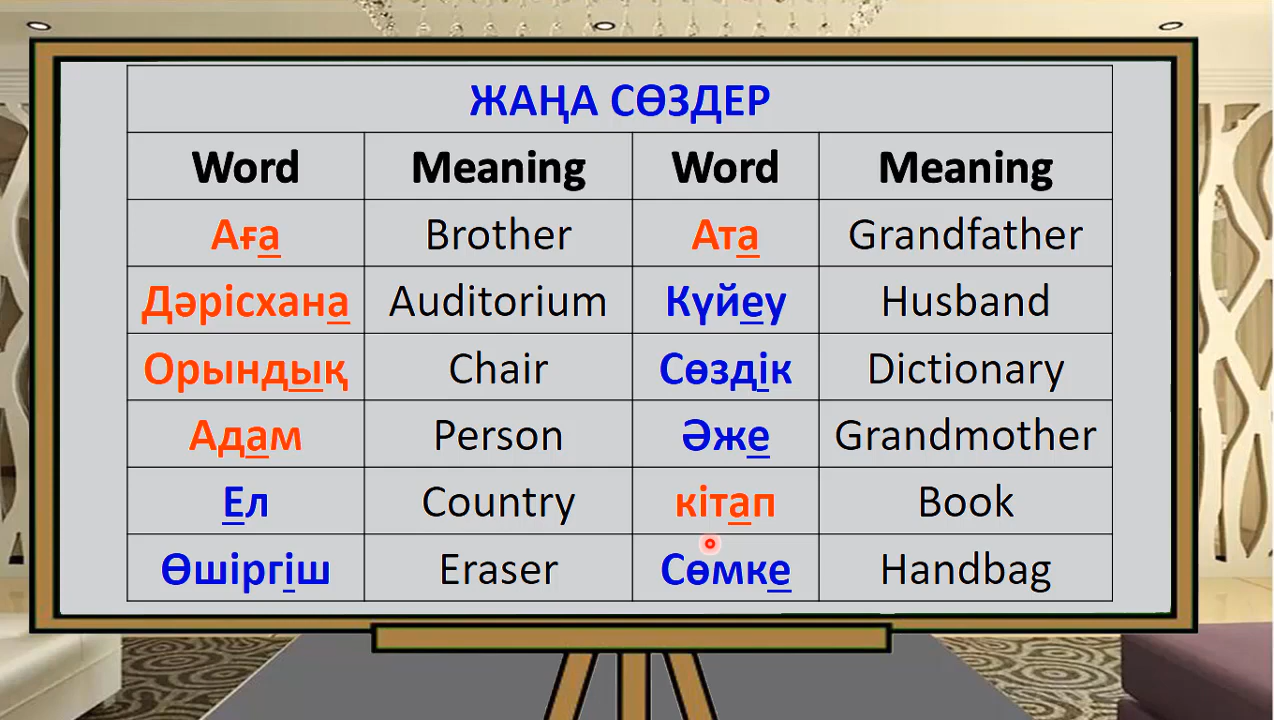 ЖАҢА СӨЗДЕР
Word Meaning Word Meaning
Аға Brother Ата Grandfather
Дәрісхана Auditorium Күйеу Husband
Орындық Chair Сөздік Dictionary
Адам Person Әже Grandmother
Ел Country кітап Book
Өшіргіш Eraser Сөмке Handbag